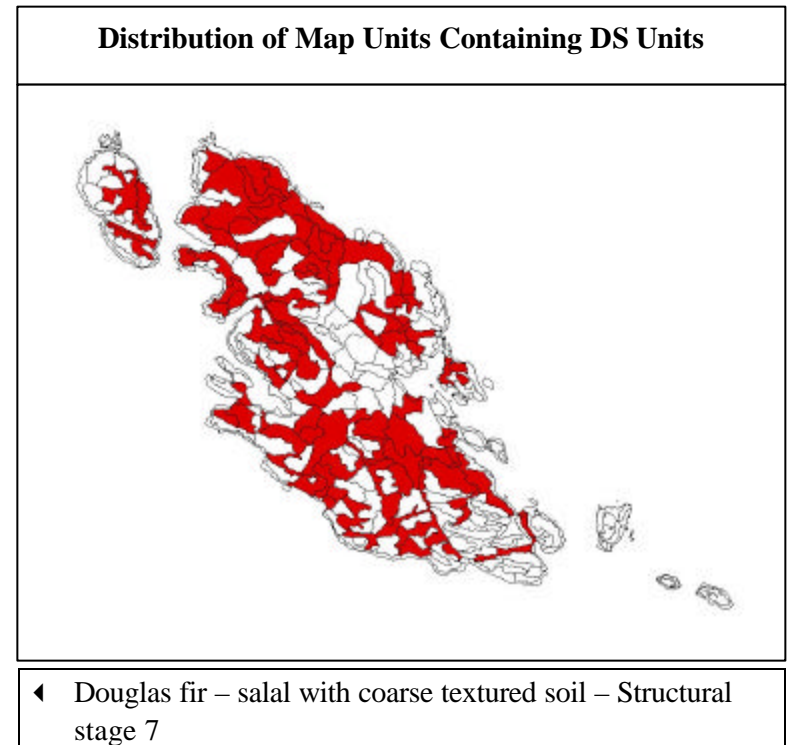 Distribution of Map Units Containing DS Units
Douglas fir – salal with coarse textured soil – Structural
stage 7